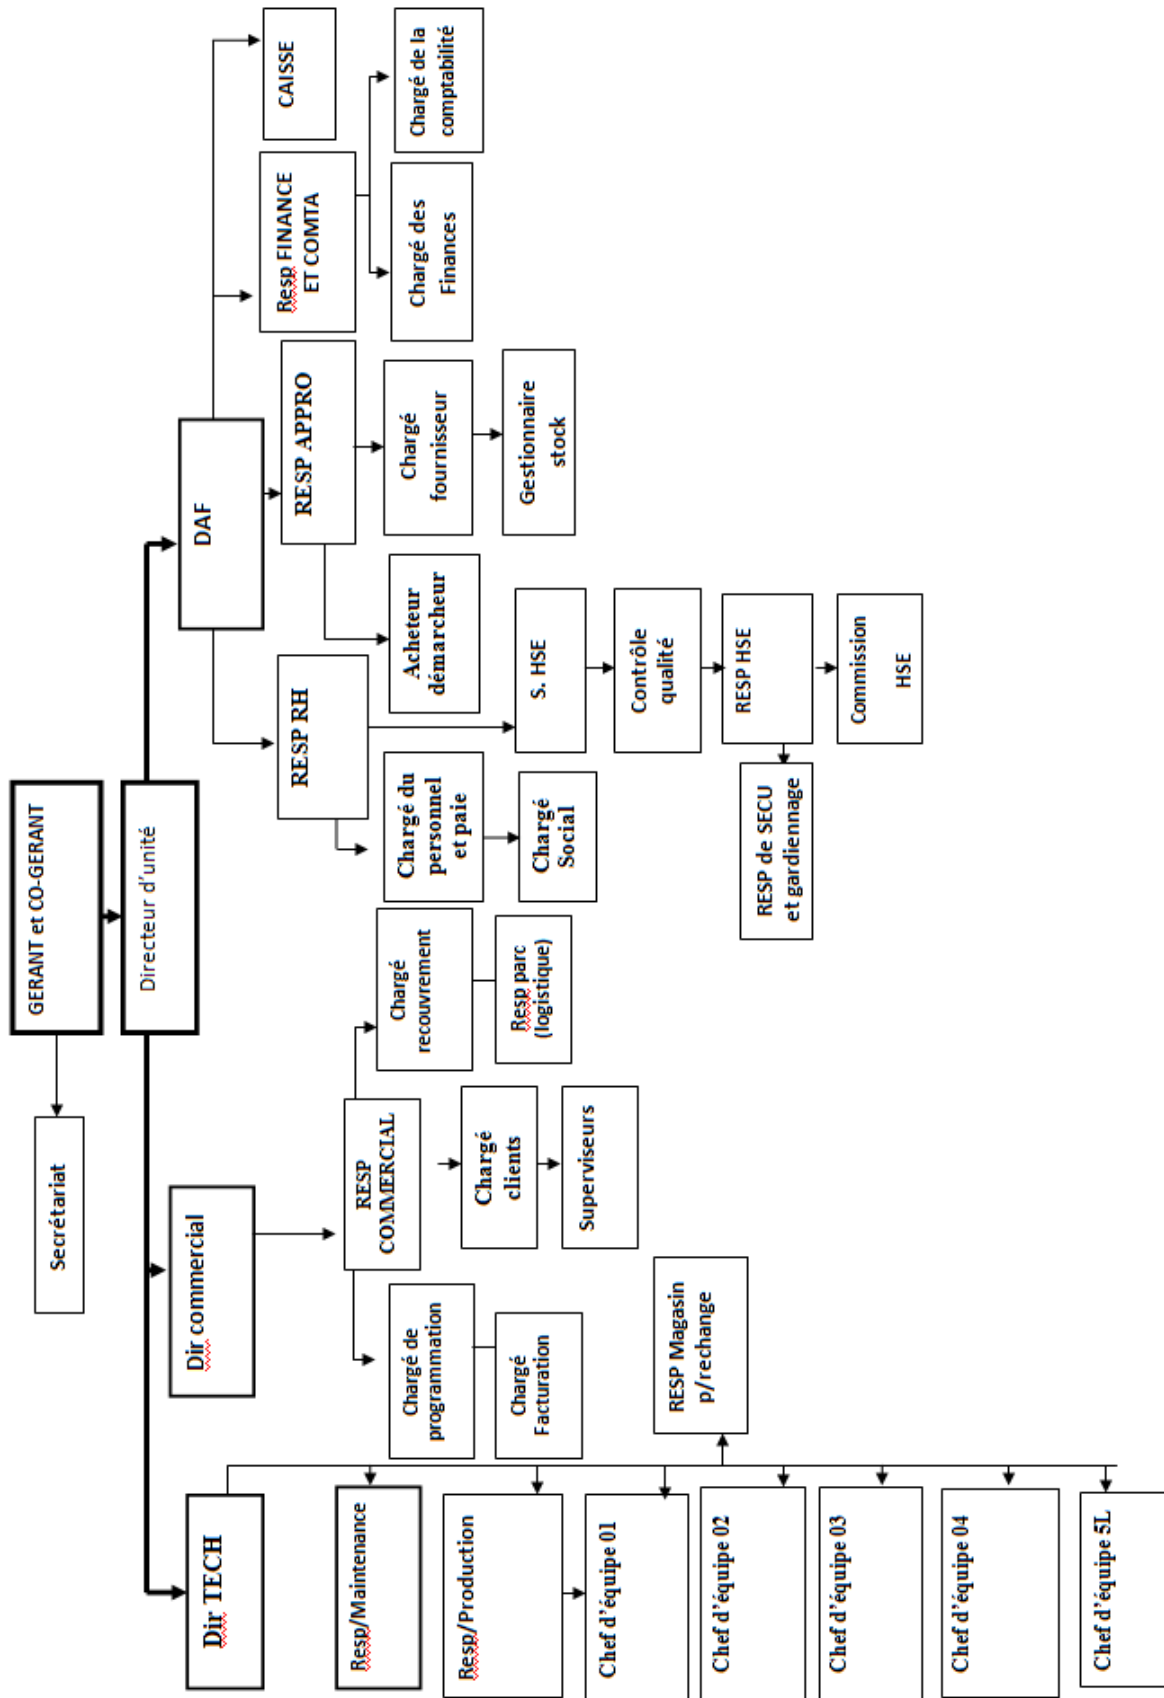 GERANT et CO-GERANT
Secrétariat
Directeur d'unité
Dir TECH
Dir commercial
DAF
Resp/Maintenance
Resp/Production
Chef d'équipe 01
Chef d'équipe 02
Chef d'équipe 03
Chef d'équipe 04
Chef d'équipe 5L
RESP Magasin
p/rechange
RESP
COMMERCIAL
Chargé de
programmation
Chargé
Facturation
Chargé
clients
Superviseurs
Chargé
recouvrement
Resp parc
(logistique)
RESP RH
Chargé du
personnel
et paie
Chargé
Social
S. HSE
Contrôle
qualité
RESP HSE
RESP de SECU
et gardiennage
Commission
HSE
RESP APPRO
Acheteur
démarcheur
Chargé
fournisseur
Gestionnaire
stock
Resp FINANCE
ET COMTA
Chargé des
Finances
Chargé de la
comptabilité
CAISSE